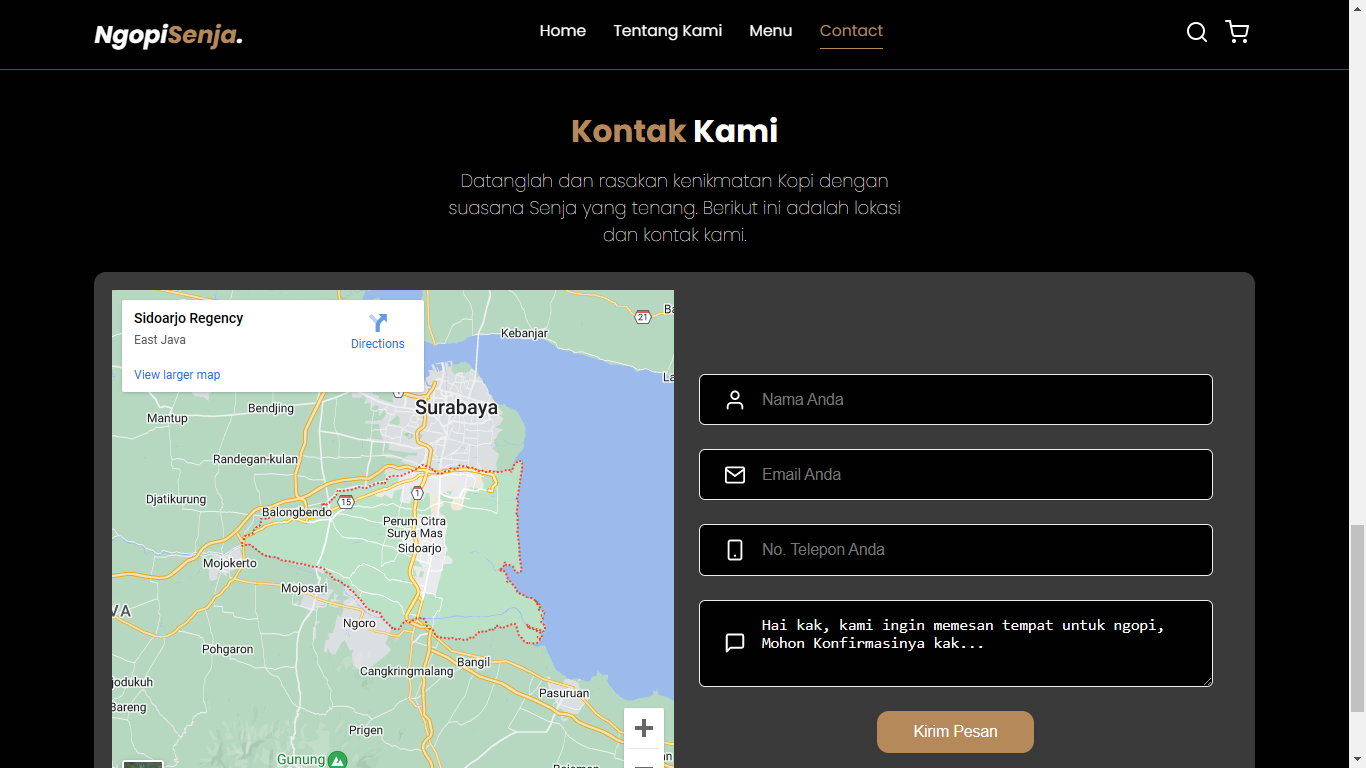 NgopiSenja.
Home Tentang Kami Menu Contact
Kontak Kami
Datanglah dan rasakan kenikmatan Kopi dengan
suasana Senja yang tenang. Berikut ini adalah lokasi
dan kontak kami.
Sidoarjo Regency
East Java
Directions
View larger map
21
Kebanjar
Surabaya
Bendjing
Mantup
Randegan-kulan
Djatikurung
15
1
Balongbendo
Perum Citra
Surya Mas
Sidoarjo
Mojokerto
Mojosari
Ngoro
Pohgaron
Bangil
Cangkringmalang
Pasuruan
Bareng
Prigen
Gunung
Nama Anda
Email Anda
No. Telepon Anda
Hai kak, kami ingin memesan tempat untuk ngopi,
Mohon Konfirmasinya kak...
Kirim Pesan